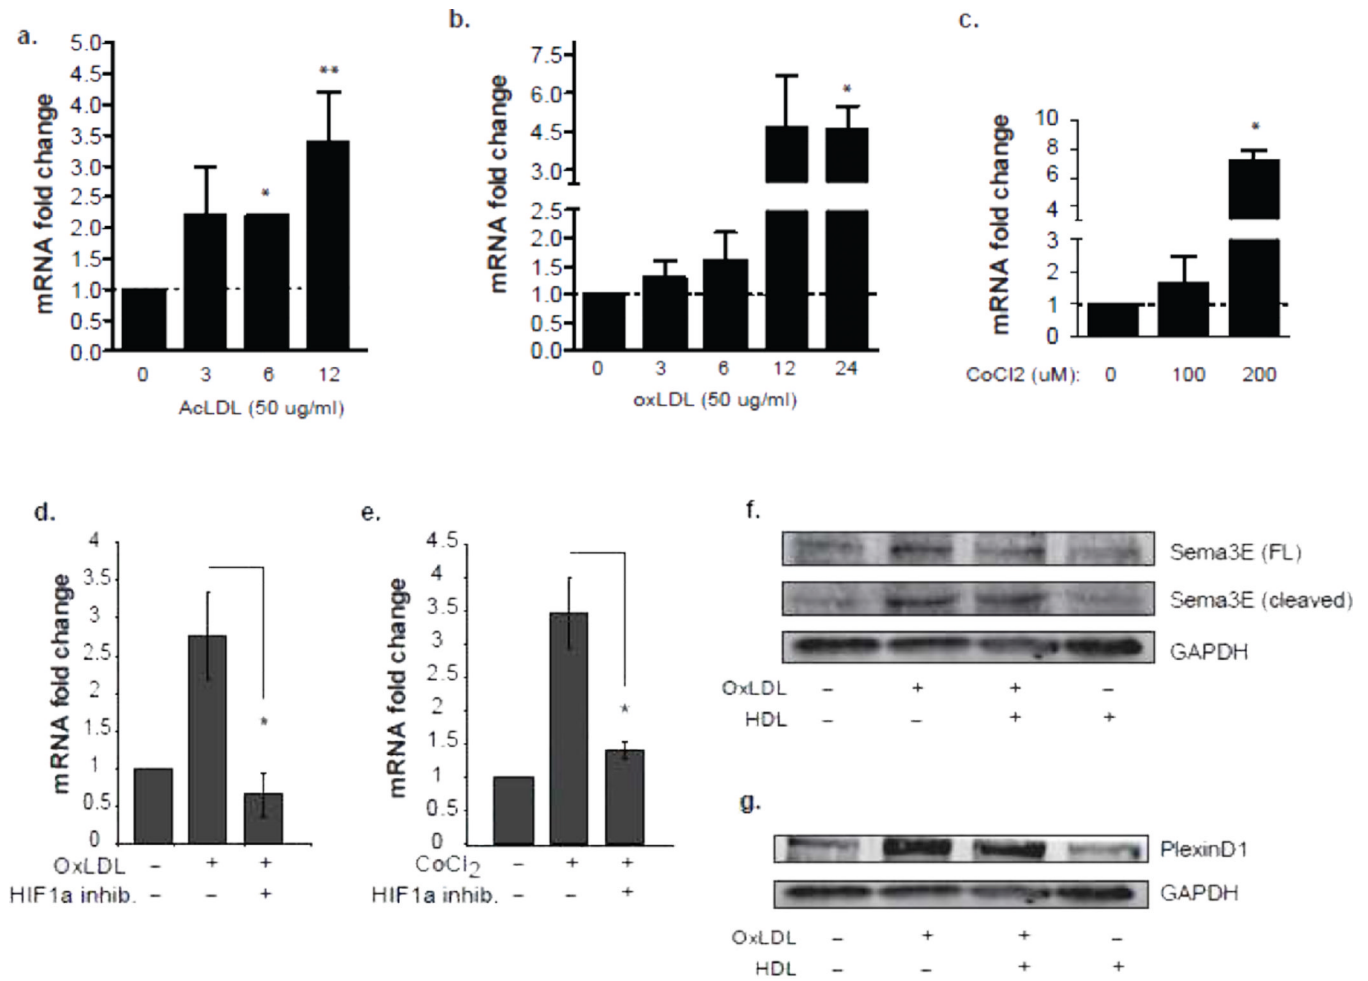 a.
mRNA fold change
5.0
4.5
4.0
3.5
3.0
2.5
2.0
1.5
1.0
0.5
0.0
*
**
0 3 6 12
AcLDL (50 ug/ml)
b.
mRNA fold change
7.5
6.0
4.5
3.0
2.5
2.0
1.5
1.0
0.5
0.0
*
0 3 6 12 24
oxLDL (50 ug/ml)
c.
mRNA fold change
10
8
6
4
3
2
1
0
*
CoCl2 (uM): 0 100 200
d.
mRNA fold change
4
3.5
3
2.5
2
1.5
1
0.5
0
*
OxLDL – + +
HIF1a inhib. – – +
e.
mRNA fold change
4.5
4
3.5
3
2.5
2
1.5
1
0.5
0
*
CoCl2 – + +
HIF1a inhib. – – +
f.
Sema3E (FL)
Sema3E (cleaved)
GAPDH
OxLDL – + + –
HDL – – + +
g.
PlexinD1
GAPDH
OxLDL – + + –
HDL – – + +